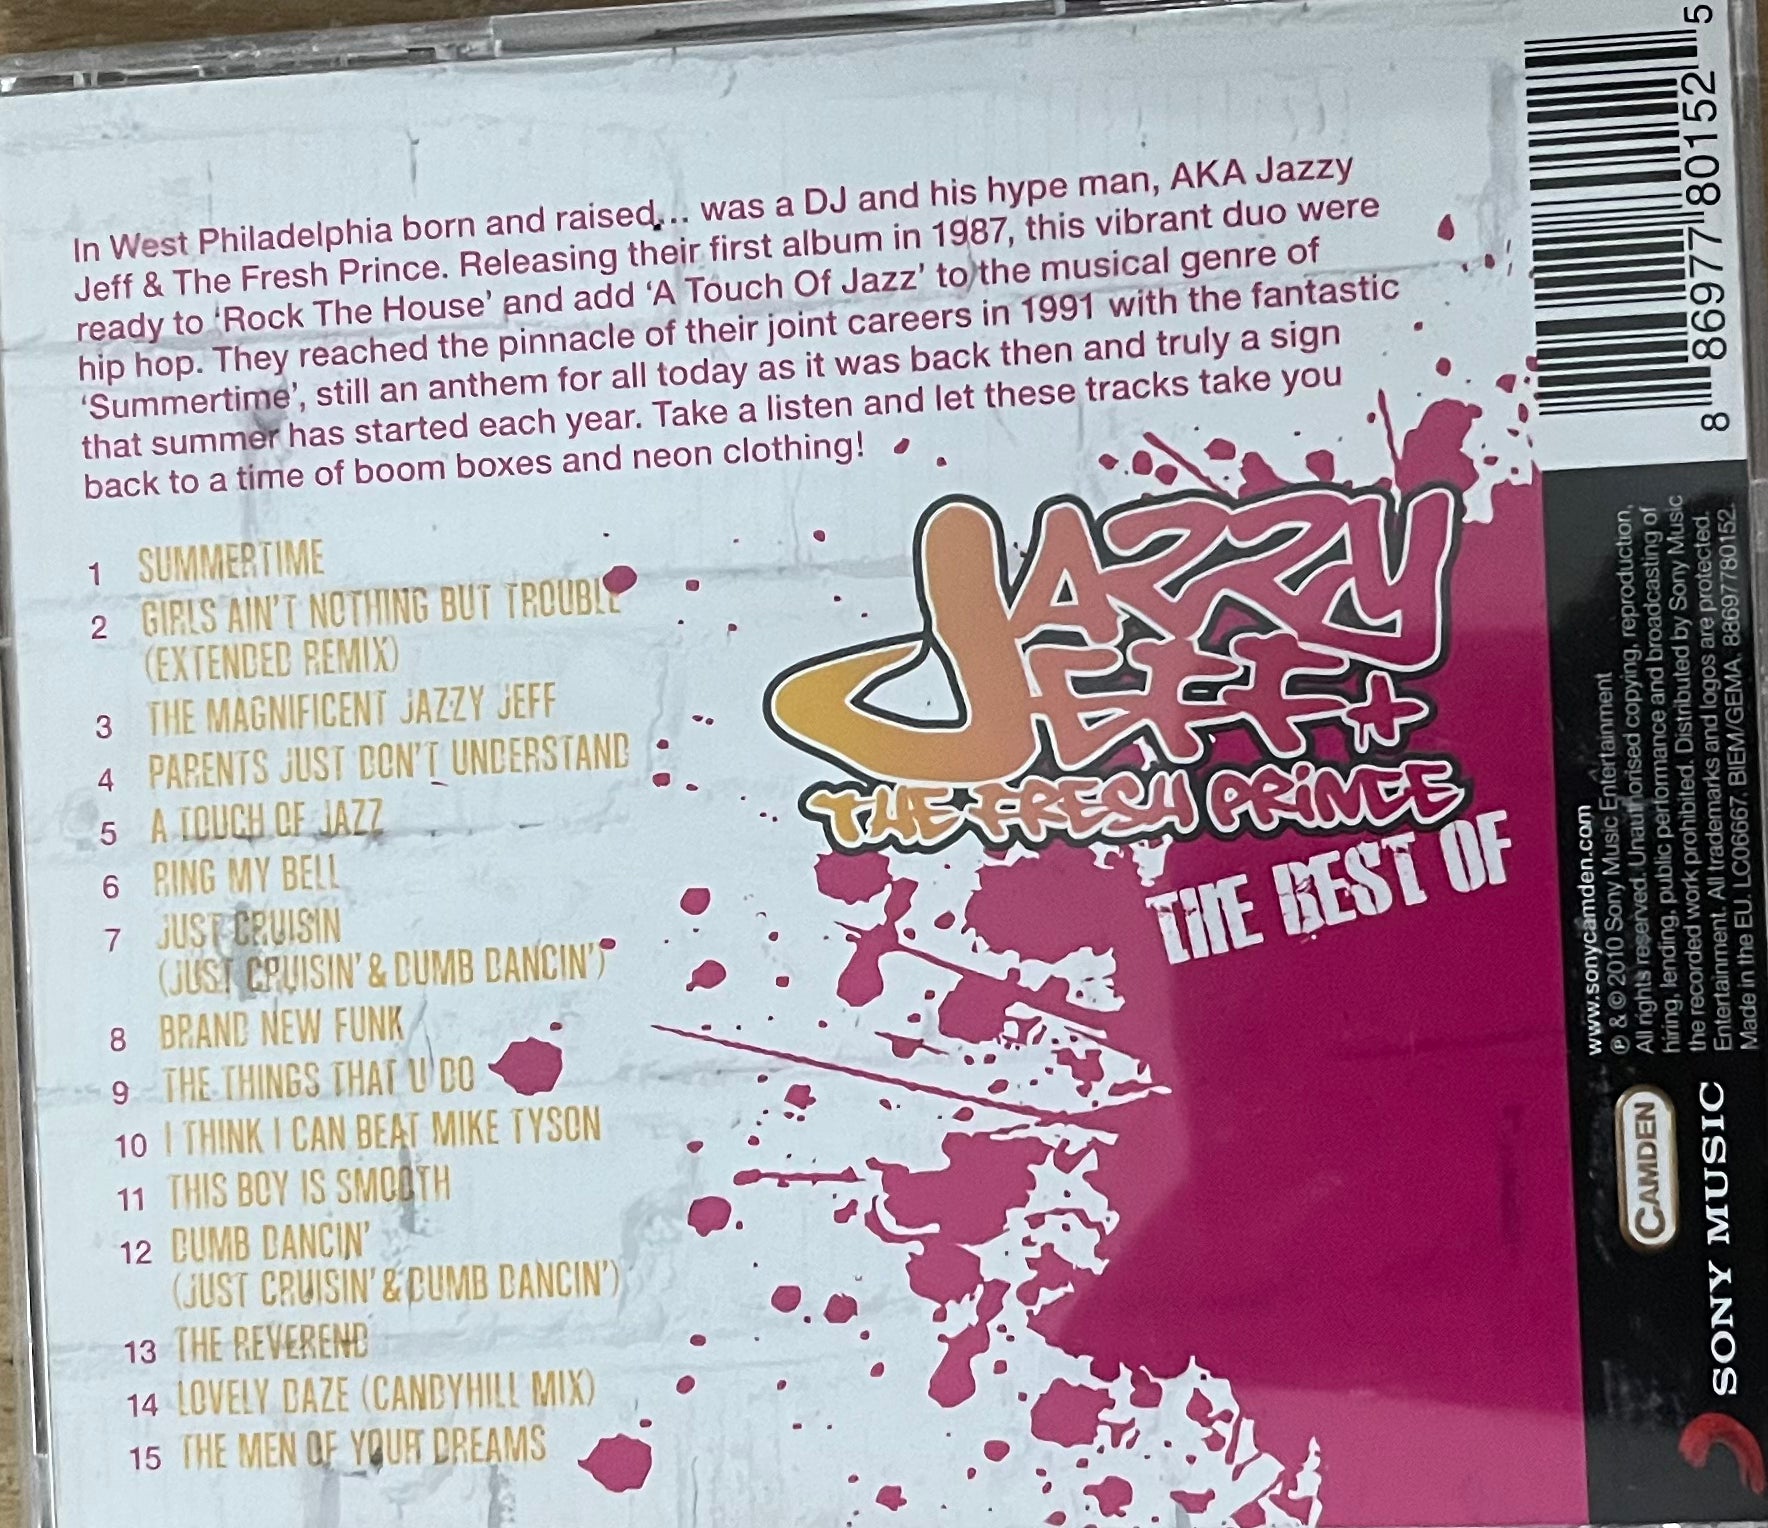 In West Philadelphia born and raised... was a DJ and his hype man, AKA Jazzy
Jeff & The Fresh Prince. Releasing their first album in 1987, this vibrant duo were
ready to ‘Rock The House’ and add ‘A Touch Of Jazz’ to the musical genre of
hip hop. They reached the pinnacle of their joint careers in 1991 with the fantastic
‘Summertime’, still an anthem for all today as it was back then and truly a sign
that summer has started each year. Take a listen and let these tracks take you
back to a time of boom boxes and neon clothing!
1 SUMMERTIME
2 GIRLS AIN'T NOTHING BUT TROUBLE
(EXTENDED REMIX)
3 THE MAGNIFICENT JAZZY JEFF
4 PARENTS JUST DON'T UNDERSTAND
5 A TOUCH OF JAZZ
6 RING MY BELL
7 JUST CRUISIN
(JUST CRUISIN' & DUMB DANCIN')
8 BRAND NEW FUNK
9 THE THINGS THAT U DO
10 I THINK I CAN BEAT MIKE TYSON
11 THIS BOY IS SMOOTH
12 DUMB DANCIN'
(JUST CRUISIN' & DUMB DANCIN')
13 THE REVEREND
14 LOVELY DAZE (CANDYHILL MIX)
15 THE MEN OF YOUR DREAMS
JAZZY
JEFF +
THE FRESH PRINCE
THE BEST OF
8 86977 80152 5
www.sonycamden.com
℗ & © 2010 Sony Music Entertainment
All rights reserved. Unauthorised copying, reproduction,
hiring, lending, public performance and broadcasting of
the recorded work prohibited. Distributed by Sony Music
Entertainment. All trademarks and logos are protected.
Made in the EU. LC06667. BIEM/GEMA. 88697780152.
CAMDEN
SONY MUSIC